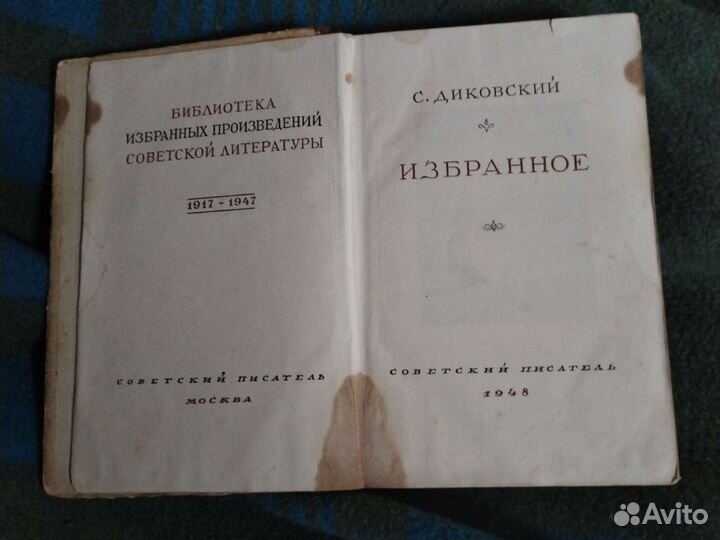 БИБЛИОТЕКА
ИЗБРАННЫХ ПРОИЗВЕДЕНИЙ
СОВЕТСКОЙ ЛИТЕРАТУРЫ
1917 - 1947
СОВЕТСКИЙ ПИСАТЕЛЬ
МОСКВА
С. ДИКОВСКИЙ
ИЗБРАННОЕ
СОВЕТСКИЙ ПИСАТЕЛЬ
1948
Avito